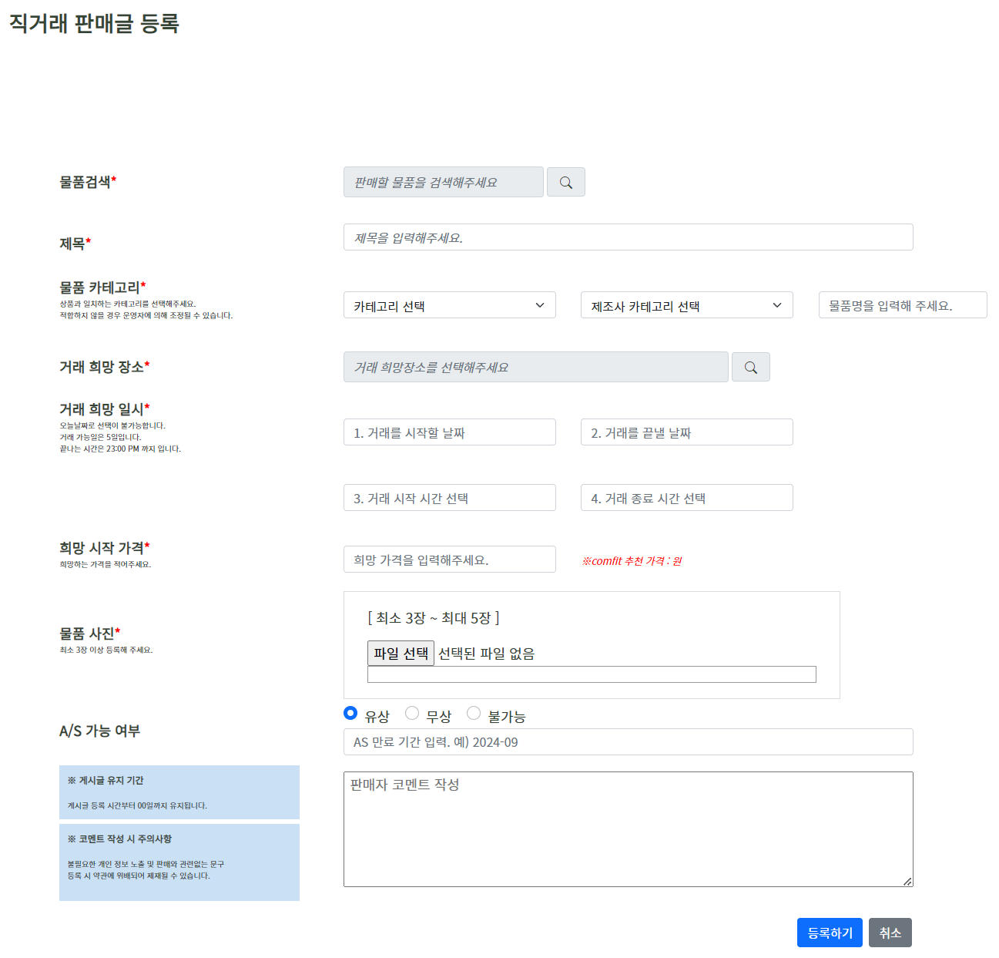 직거래 판매글 등록
물품검색*
판매할 물품을 검색해주세요
제목*
제목을 입력해주세요.
물품 카테고리*
상품과 일치하는 카테고리를 선택해주세요.
적합하지 않을 경우 운영자에 의해 조정될 수 있습니다.
카테고리 선택
제조사 카테고리 선택
물품명을 입력해 주세요.
거래 희망 장소*
거래 희망장소를 선택해주세요
거래 희망 일시*
오늘날짜로 선택이 불가능합니다.
거래 가능일은 5일입니다.
끝나는 시간은 23:00 PM 까지 입니다.
1. 거래를 시작할 날짜
2. 거래를 끝낼 날짜
3. 거래 시작 시간 선택
4. 거래 종료 시간 선택
희망 시작 가격*
희망하는 가격을 적어주세요.
희망 가격을 입력해주세요.
※comfit 추천 가격 : 원
물품 사진*
최소 3장 이상 등록해 주세요.
[ 최소 3장 ~ 최대 5장 ]
파일 선택 선택된 파일 없음
A/S 가능 여부
유상 무상 불가능
AS 만료 기간 입력. 예) 2024-09
※ 게시글 유지 기간
게시글 등록 시간부터 00일까지 유지됩니다.
※ 코멘트 작성 시 주의사항
불필요한 개인 정보 노출 및 판매와 관련없는 문구
등록 시 약관에 위배되어 제재될 수 있습니다.
판매자 코멘트 작성
등록하기
취소